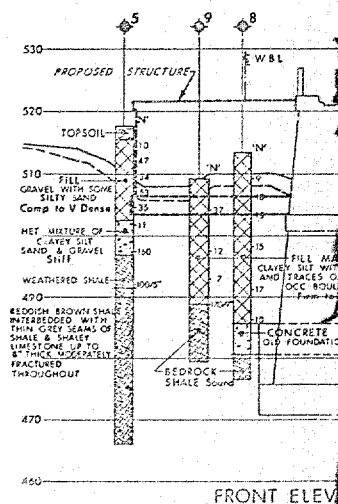 5 9 8
530
WBL
PROPOSED STRUCTURE
520
'N'
TOPSOIL
10
'N'
47
'N'
510
34
9
FILL
GRAVEL WITH SOME
SILTY SAND
Comp to V Dense
37
35
HET MIXTURE OF
CLAYEY SILT
SAND & GRAVEL
Stiff
11
160
12
15
FILL MA
CLAYEY SILT WIT
AND TRACES O
OCC BOUL
Firm to
WEATHERED SHALE
100/5"
7
17
490
REDDISH BROWN SHALE
INTERBEDDED WITH
THIN GREY SEAMS OF
SHALE & SHALEY
LIMESTONE UP TO
8" THICK MODERATELY
FRACTURED
THROUGHOUT
CONCRETE
OLD FOUNDATIO
BEDROCK
SHALE Sound
470
460
FRONT ELEV